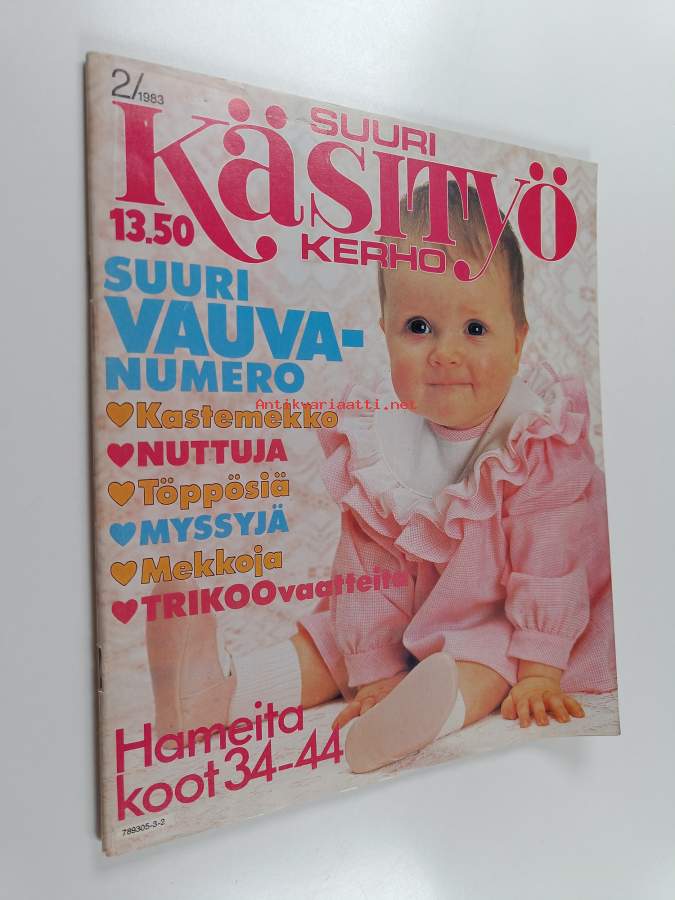 2/1983
SUURI
KÄSITYÖ
KERHO
13.50
SUURI
VAUVA-
NUMERO
Kastemekko
NUTTUJA
Töppösiä
MYSSYJÄ
Mekkoja
TRIKOOvaatteita
Hameita
koot 34-44
789305-3-2
Antikvariaatti.net